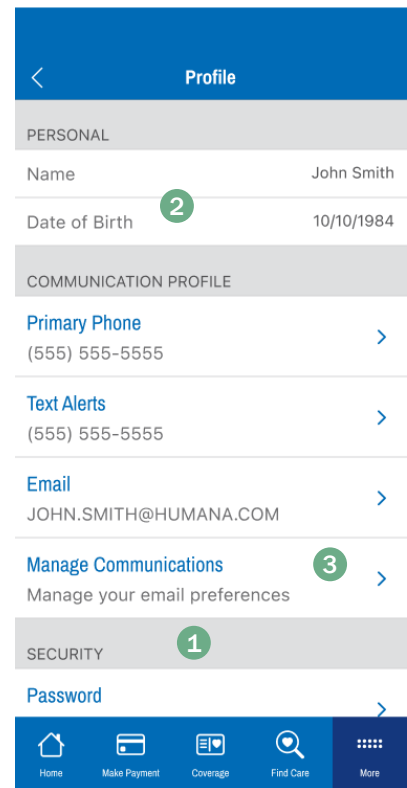 Profile
PERSONAL
Name John Smith
2
Date of Birth 10/10/1984
COMMUNICATION PROFILE
Primary Phone
(555) 555-5555
Text Alerts
(555) 555-5555
Email
JOHN.SMITH@HUMANA.COM
Manage Communications
3
Manage your email preferences
1
SECURITY
Password
Home Make Payment Coverage Find Care More